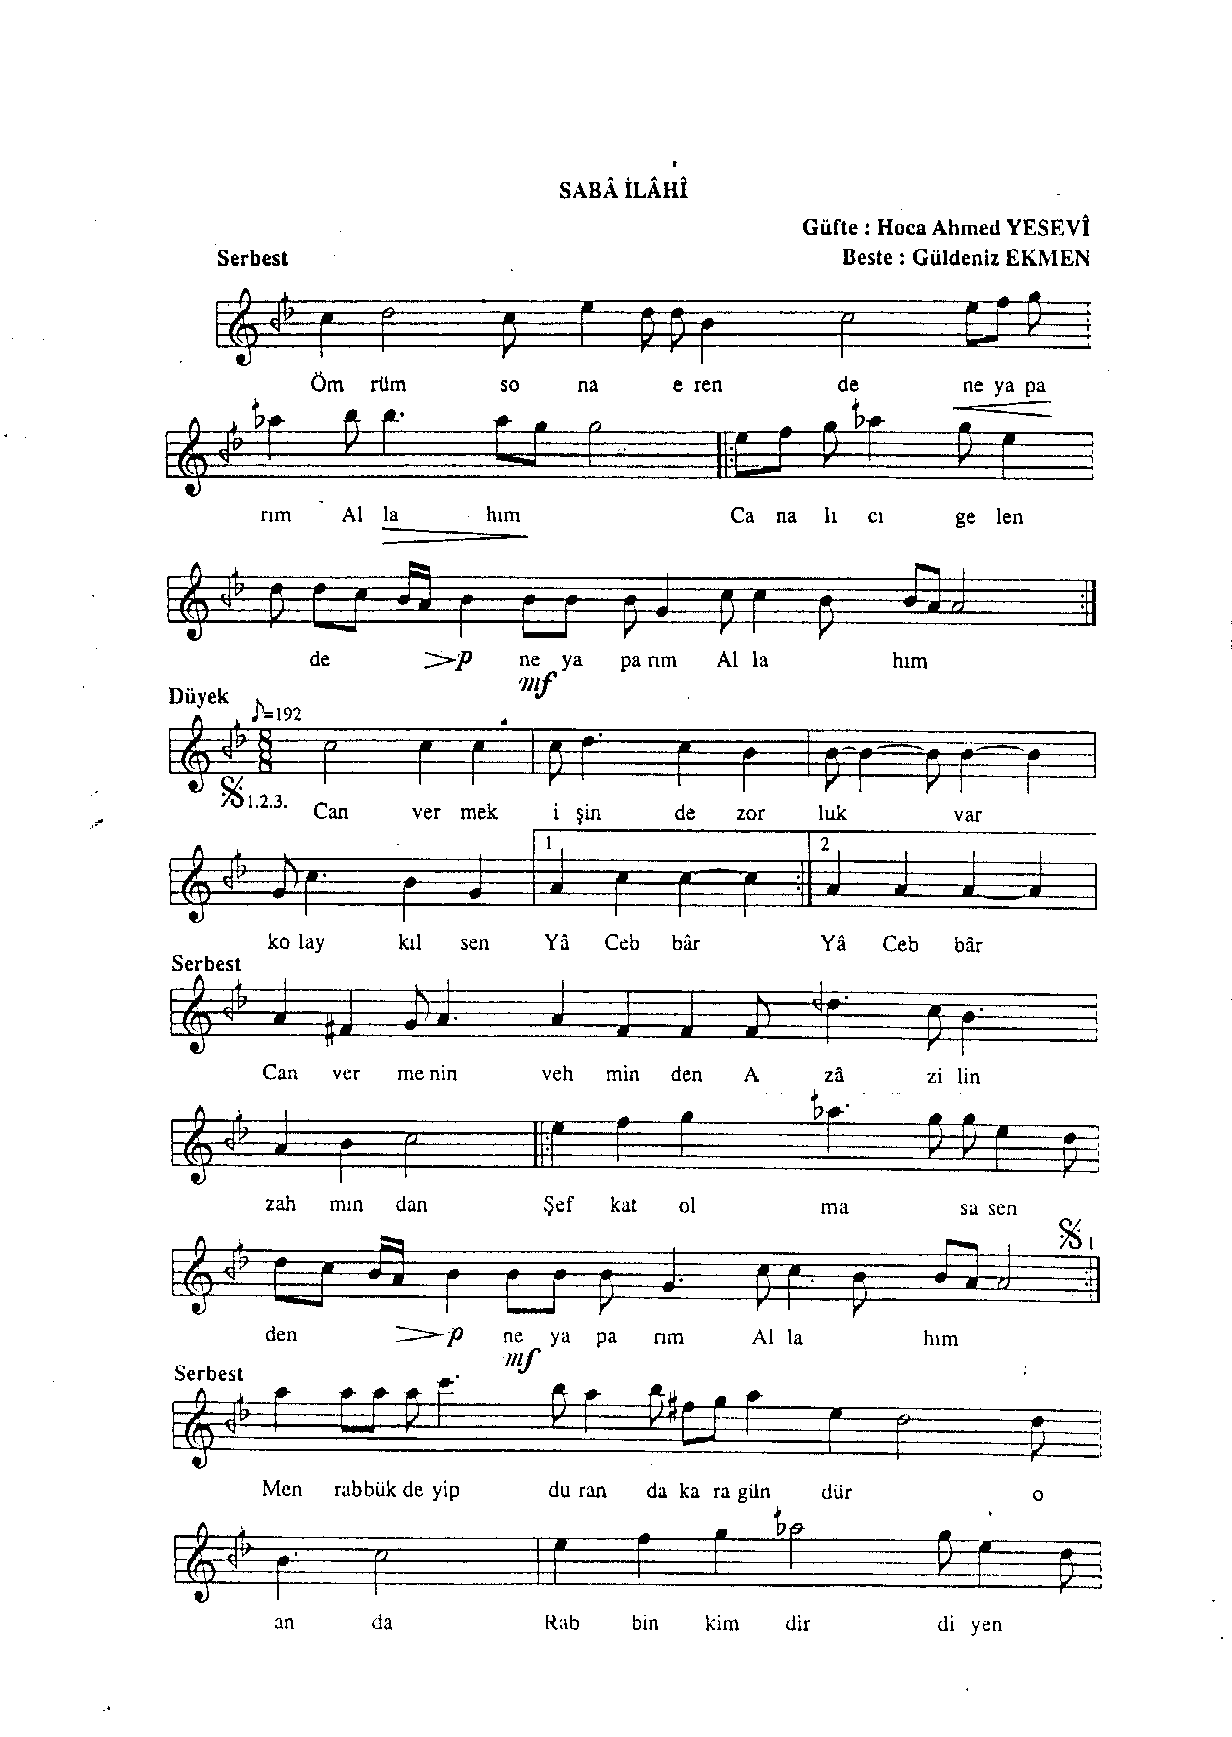 SABÂ İLÂHÎ
Güfte : Hoca Ahmed YESEVÎ
Serbest Beste : Güldeniz EKMEN
Öm rüm so na e ren de ne ya pa
rım Al la hım Ca na lı cı ge len
de p ne ya pa rım Al la hım
mf
Düyek
♪=192
8 8
1.2.3. Can ver mek i şin de zor luk var
1 2
ko lay kıl sen Yâ Ceb bâr Yâ Ceb bâr
Serbest
Can ver me nin veh min den A zâ zi lin
zah mın dan Şef kat ol ma sa sen
1
den p ne ya pa rım Al la hım
mf
Serbest
Men rabbük de yip du ran da ka ra gün dür o
an da Rab bin kim dir di yen